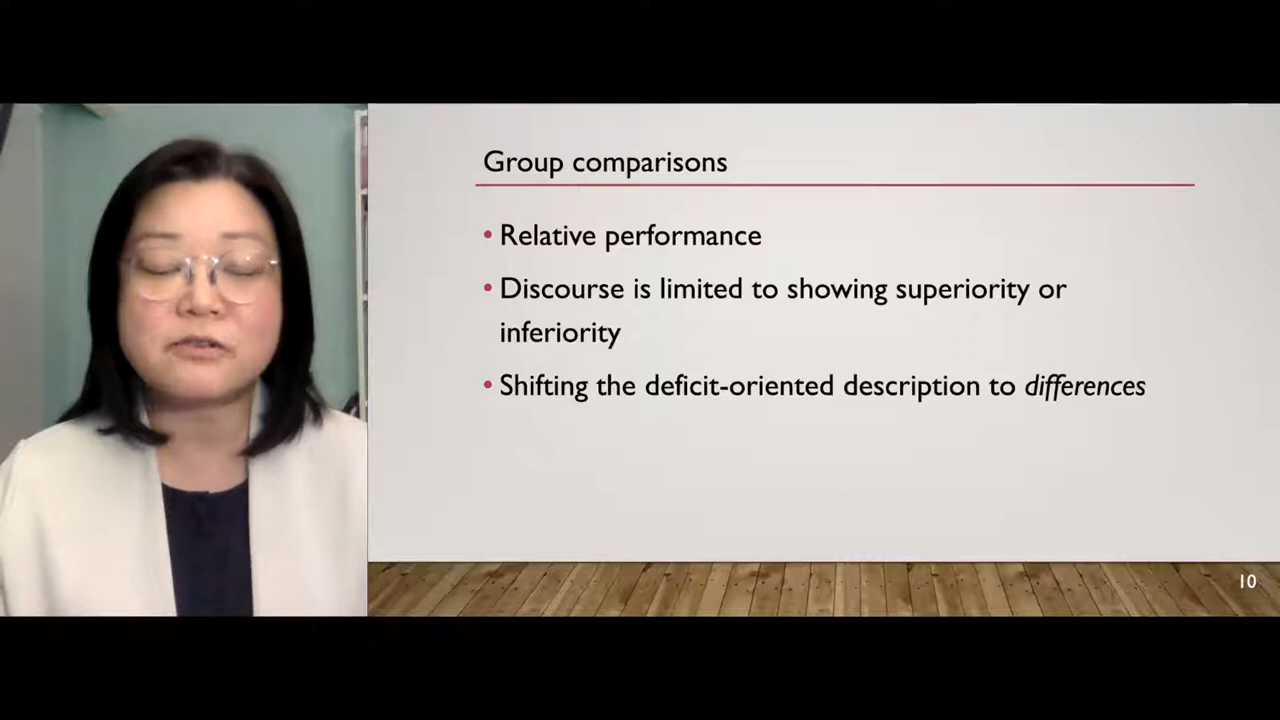 Group comparisons
• Relative performance
• Discourse is limited to showing superiority or
inferiority
• Shifting the deficit-oriented description to differences
10